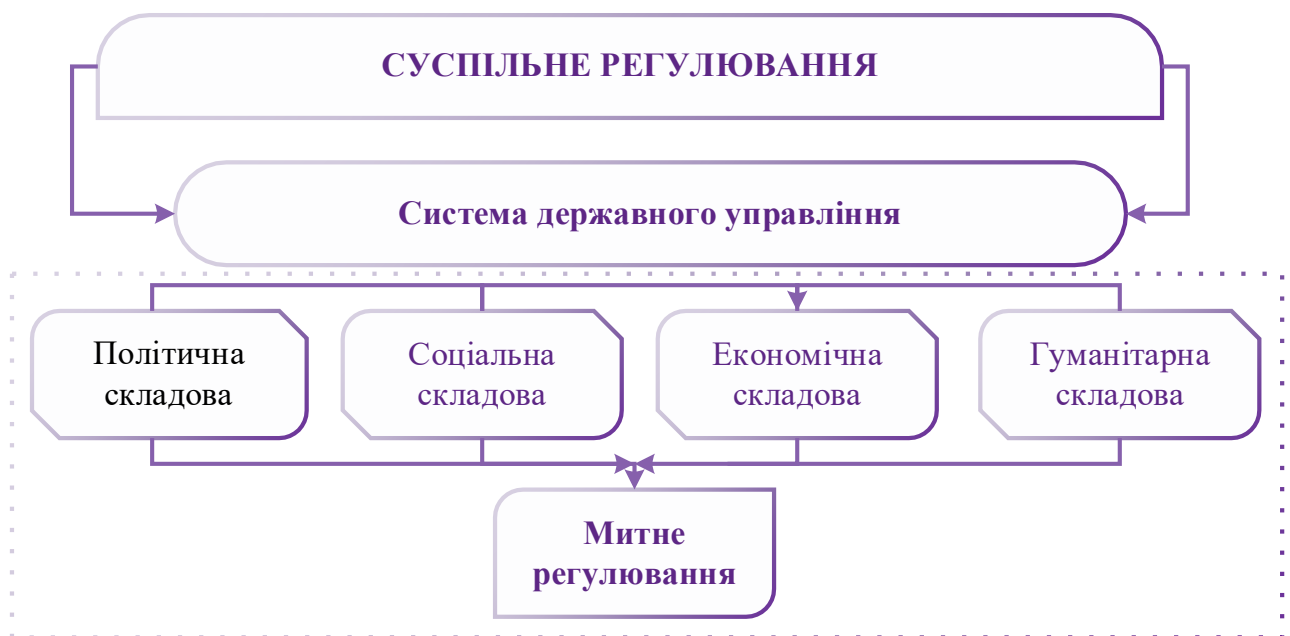 СУСПІЛЬНЕ РЕГУЛЮВАННЯ
Система державного управління
Політична
складова
Соціальна
складова
Економічна
складова
Гуманітарна
складова
Митне
регулювання